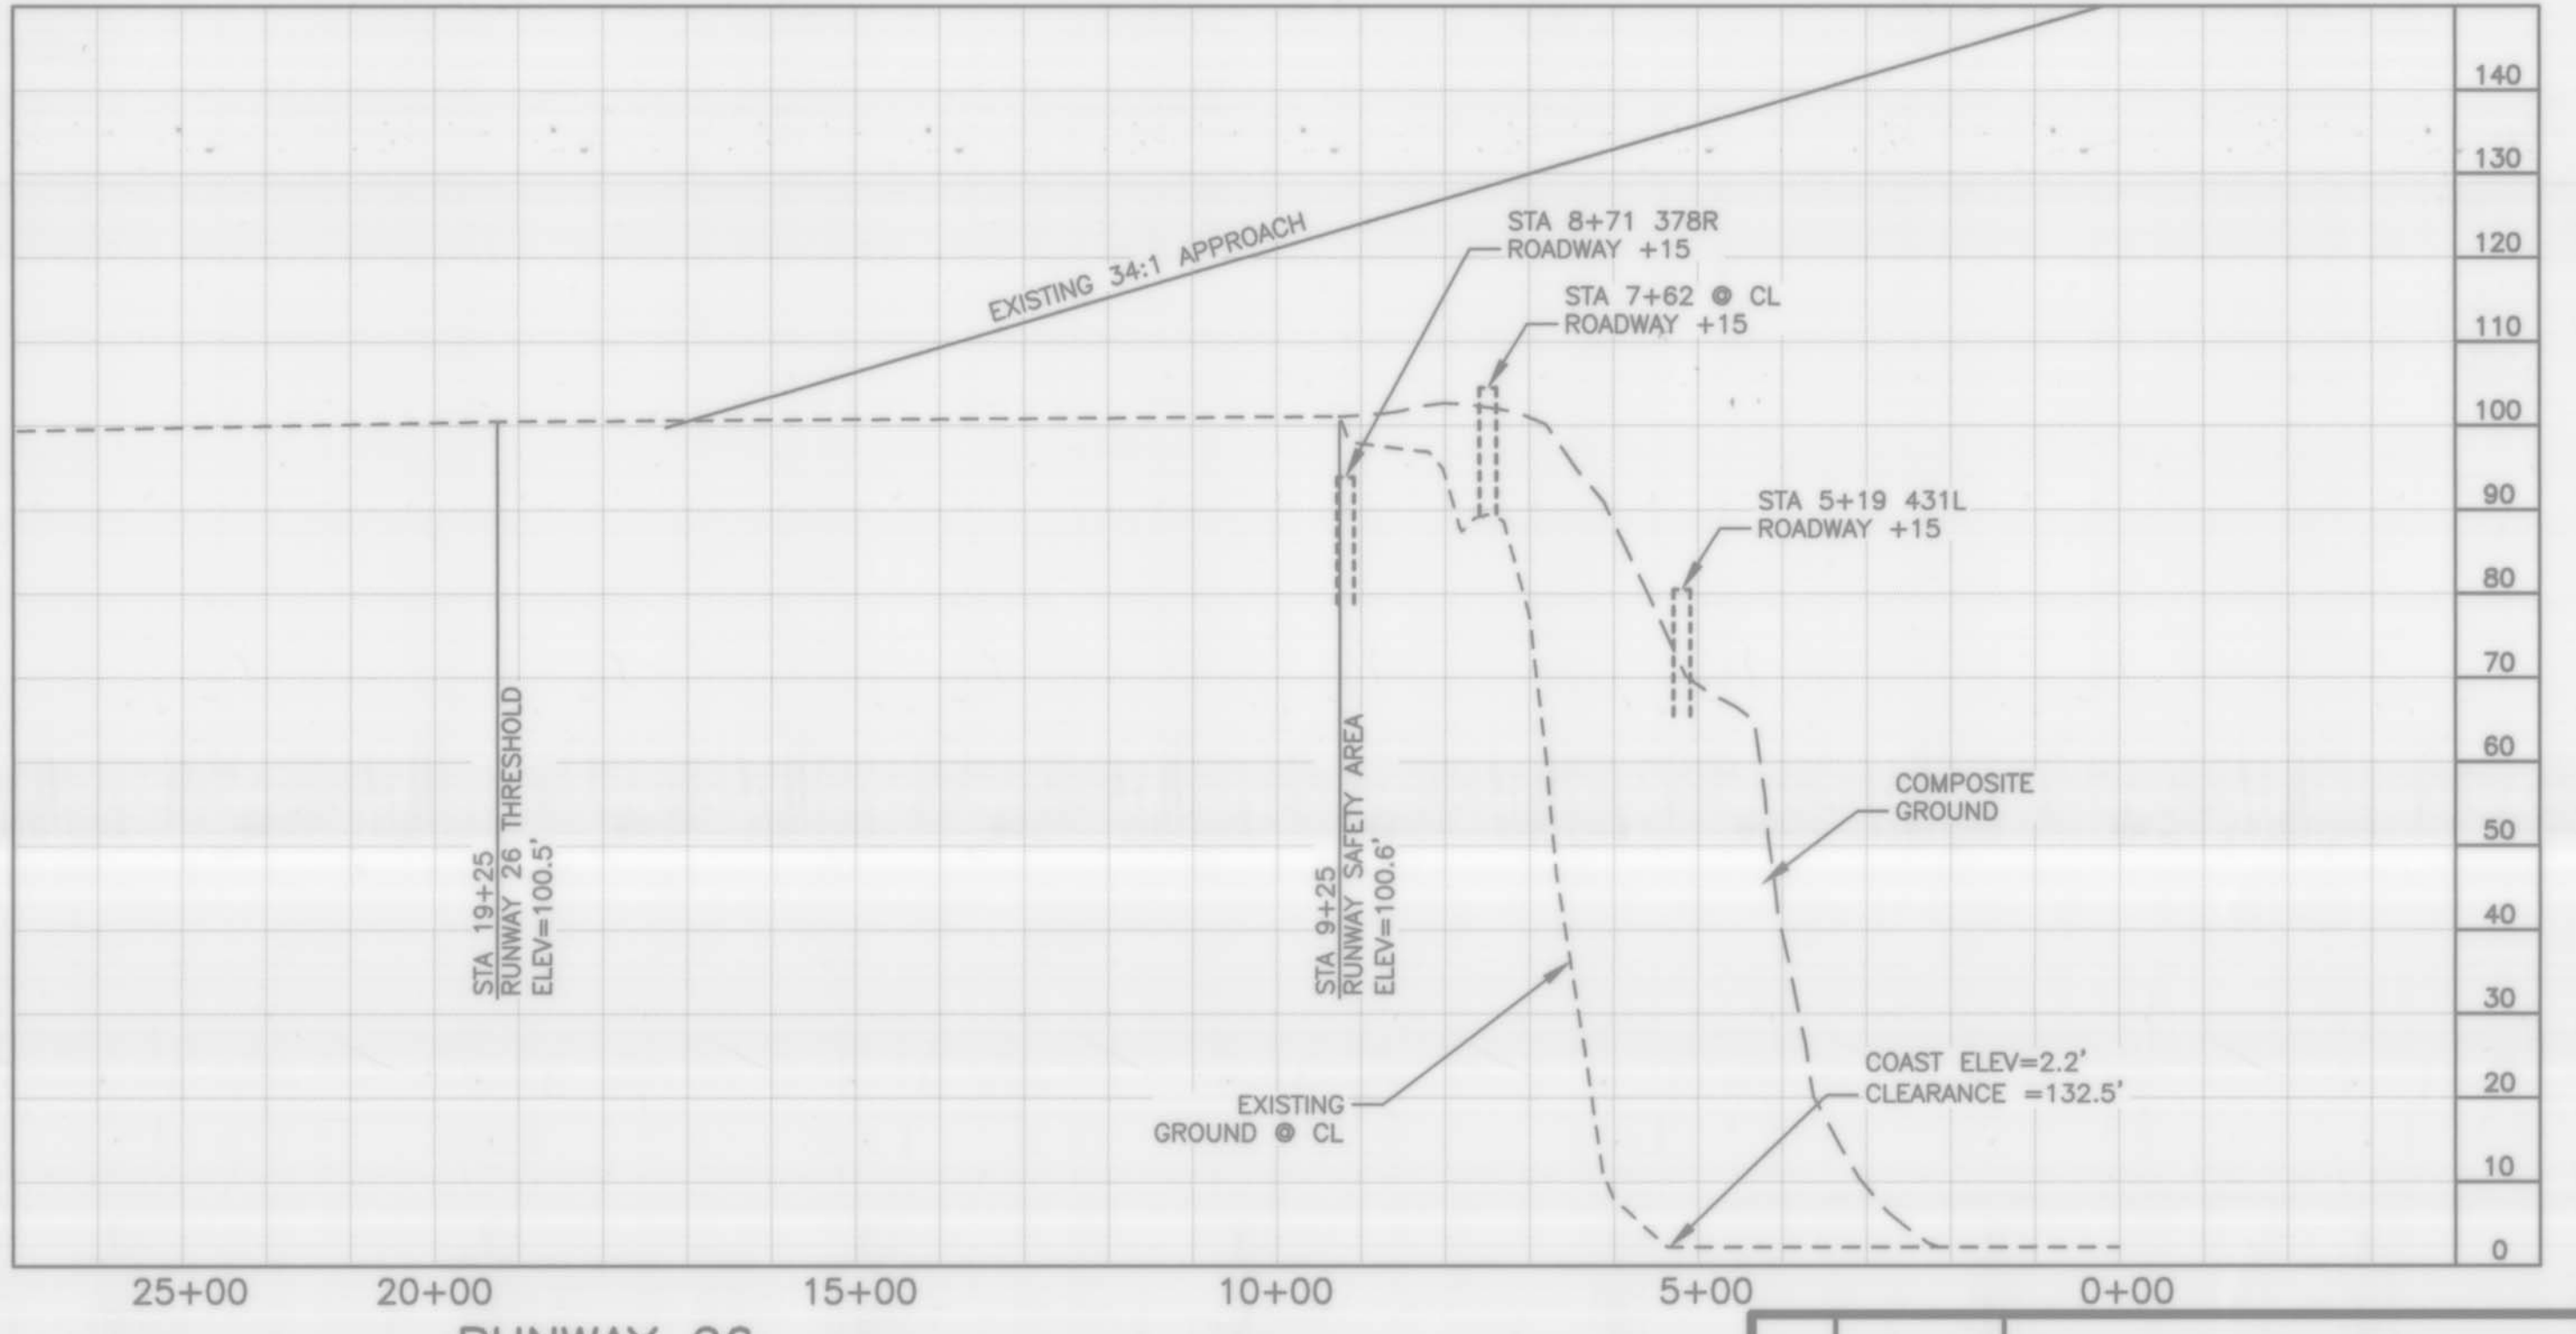 140
130
STA 8+71 378R
ROADWAY +15
120
EXISTING 34:1 APPROACH
STA 7+62 @ CL
ROADWAY +15
110
100
90
STA 5+19 431L
ROADWAY +15
80
70
60
STA 19+25
RUNWAY 26 THRESHOLD
ELEV=100.5'
STA 9+25
RUNWAY SAFETY AREA
ELEV=100.6'
COMPOSITE
GROUND
50
40
30
COAST ELEV=2.2'
CLEARANCE =132.5'
20
EXISTING
GROUND @ CL
10
0
25+00 20+00 15+00 10+00 5+00 0+00
RUNWAY